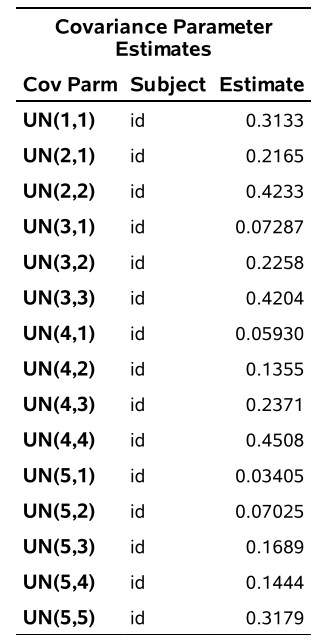 Covariance Parameter
Estimates
Cov Parm Subject Estimate
UN(1,1) id 0.3133
UN(2,1) id 0.2165
UN(2,2) id 0.4233
UN(3,1) id 0.07287
UN(3,2) id 0.2258
UN(3,3) id 0.4204
UN(4,1) id 0.05930
UN(4,2) id 0.1355
UN(4,3) id 0.2371
UN(4,4) id 0.4508
UN(5,1) id 0.03405
UN(5,2) id 0.07025
UN(5,3) id 0.1689
UN(5,4) id 0.1444
UN(5,5) id 0.3179